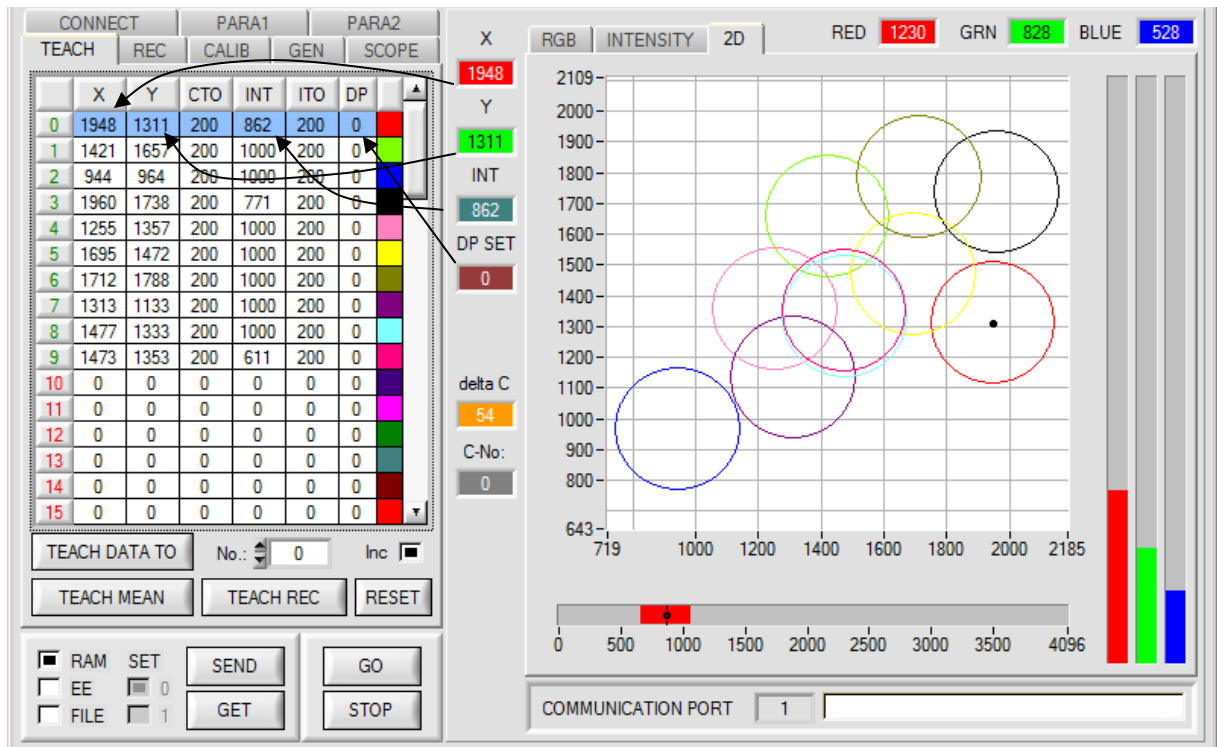 CONNECT PARA1 PARA2
TEACH REC CALIB GEN SCOPE
X Y CTO INT ITO DP
0 1948 1311 200 862 200 0
1 1421 1657 200 1000 200 0
2 944 964 200 1000 200 0
3 1960 1738 200 771 200 0
4 1255 1357 200 1000 200 0
5 1695 1472 200 1000 200 0
6 1712 1788 200 1000 200 0
7 1313 1133 200 1000 200 0
8 1477 1333 200 1000 200 0
9 1473 1353 200 611 200 0
10 0 0 0 0 0 0
11 0 0 0 0 0 0
12 0 0 0 0 0 0
13 0 0 0 0 0 0
14 0 0 0 0 0 0
15 0 0 0 0 0 0
TEACH DATA TO No.: 0 Inc
TEACH MEAN TEACH REC RESET
RAM SET SEND GO
EE 0
FILE 1 GET STOP
X
1948
Y
1311
INT
862
DP SET
0
delta C
54
C-No:
0
RGB INTENSITY 2D RED 1230 GRN 828 BLUE 528
2109
2000
1900
1800
1700
1600
1500
1400
1300
1200
1100
1000
900
800
643
719 1000 1200 1400 1600 1800 2000 2185
0 500 1000 1500 2000 2500 3000 3500 4096
COMMUNICATION PORT 1